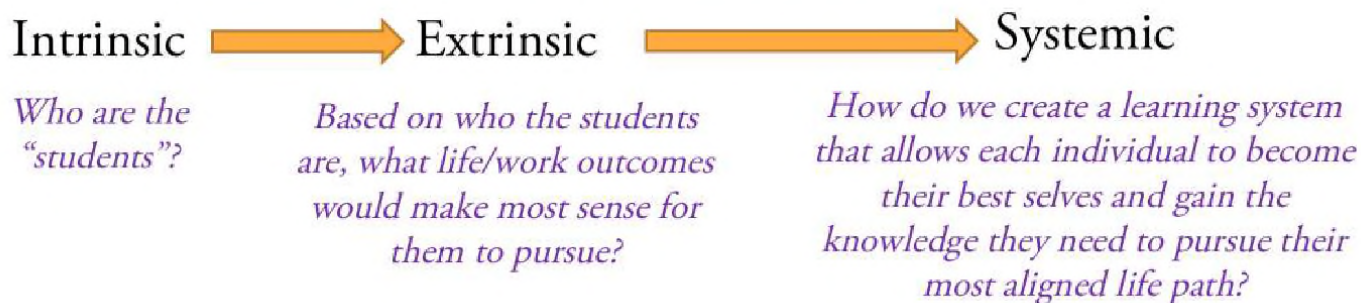 Intrinsic
Extrinsic
Systemic
Who are the
“students”?
Based on who the students
are, what life/work outcomes
would make most sense for
them to pursue?
How do we create a learning system
that allows each individual to become
their best selves and gain the
knowledge they need to pursue their
most aligned life path?